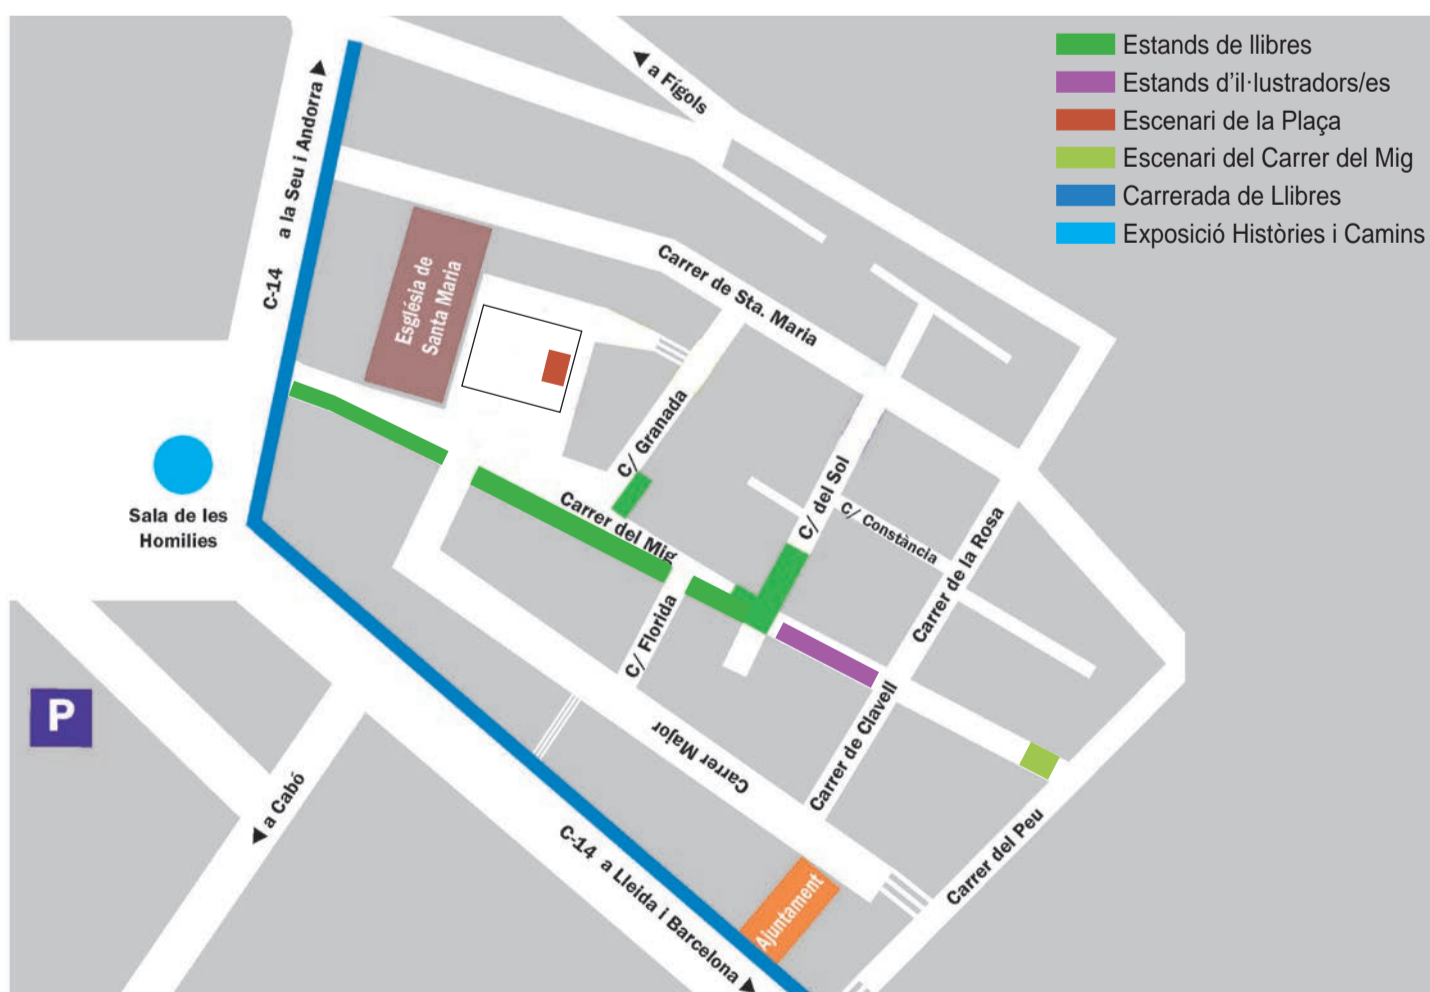 Estands de llibres
Estands d'il·lustradors/es
Escenari de la Plaça
Escenari del Carrer del Mig
Carrerada de Llibres
Exposició Històries i Camins
a Fígols
C-14 a la Seu i Andorra
Església de
Santa Maria
Carrer de Sta. Maria
C/ Granada
Carrer del Mig
C/ del Sol
C/ Constància
Carrer de la Rosa
Sala de les
Homilies
C/ Florida
P
Carrer Major
Carrer de Clavell
a Cabó
C-14 a Lleida i Barcelona
Ajuntament
Carrer del Peu